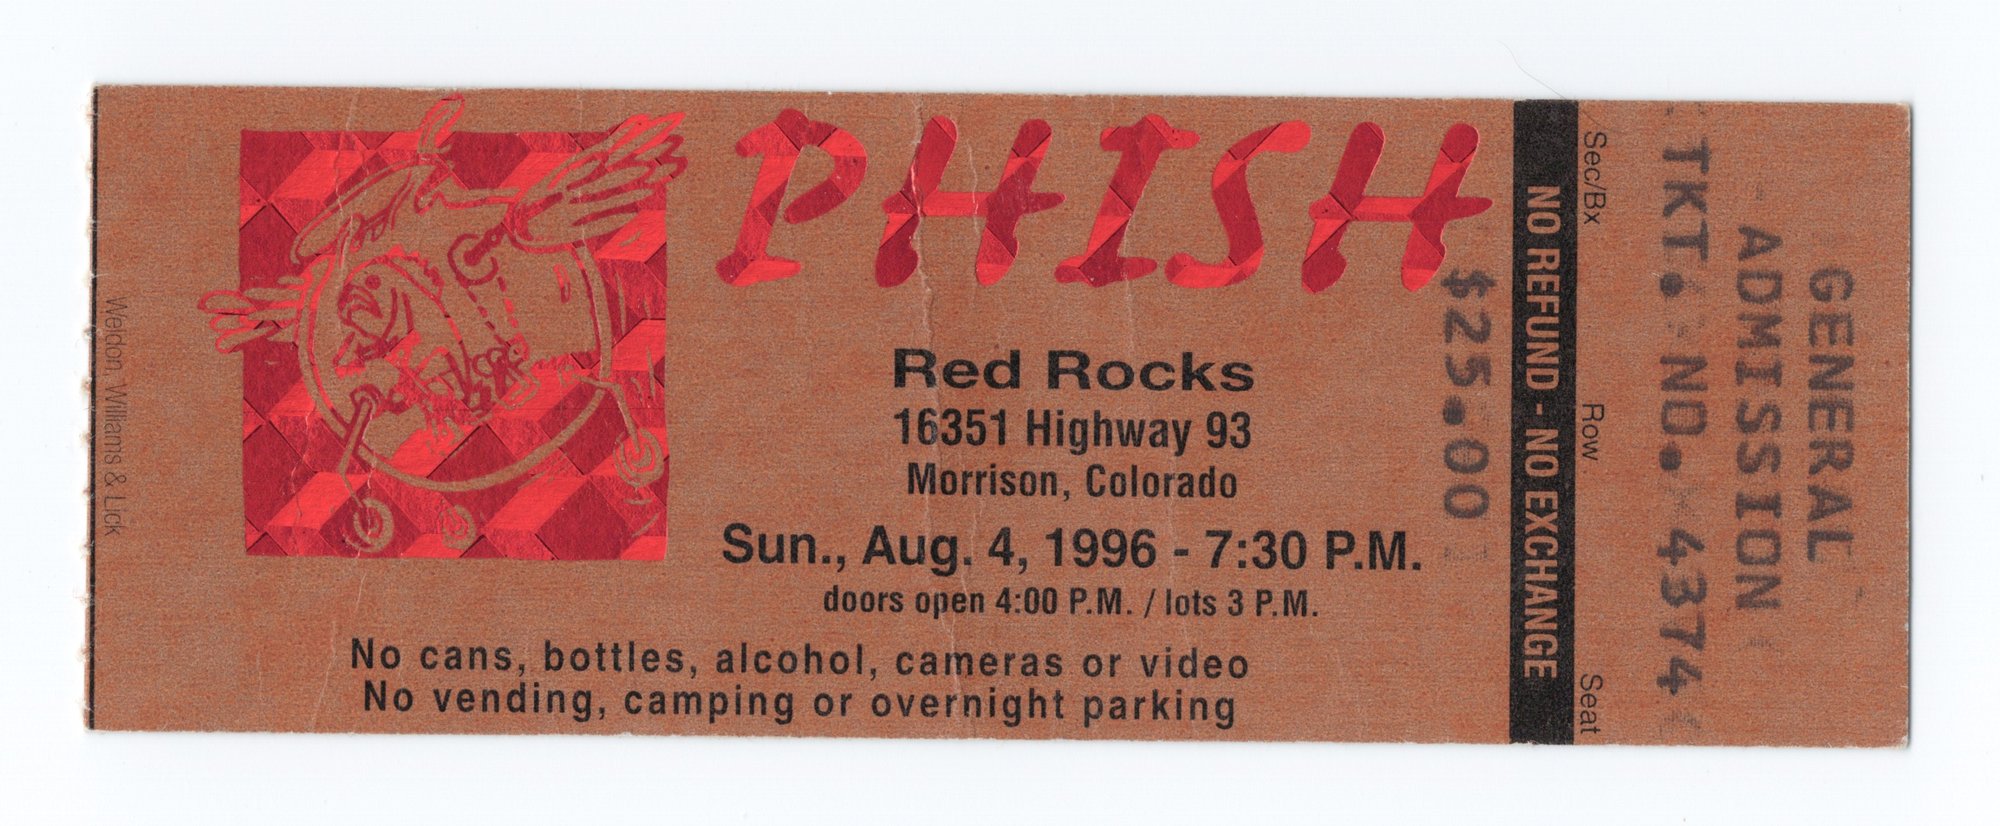 PHISH
Red Rocks
16351 Highway 93
Morrison, Colorado
Sun., Aug. 4, 1996 - 7:30 P.M.
doors open 4:00 P.M. / lots 3 P.M.
No cans, bottles, alcohol, cameras or video
No vending, camping or overnight parking
Weldon, Williams & Lick
$25.00
NO REFUND - NO EXCHANGE
Sec/Bx Row Seat
TKT. NO. 4374
GENERAL
ADMISSION